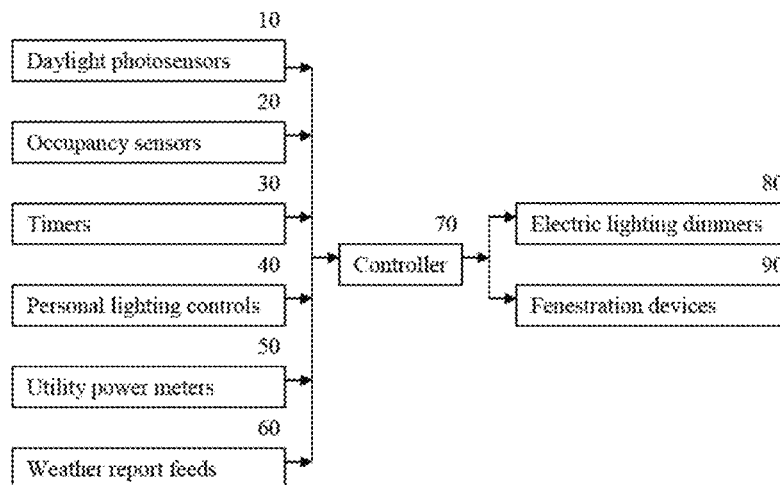 10
Daylight photosensors
20
Occupancy sensors
30
Timers
40
Personal lighting controls
50
Utility power meters
60
Weather report feeds
70
Controller
80
Electric lighting dimmers
90
Fenestration devices